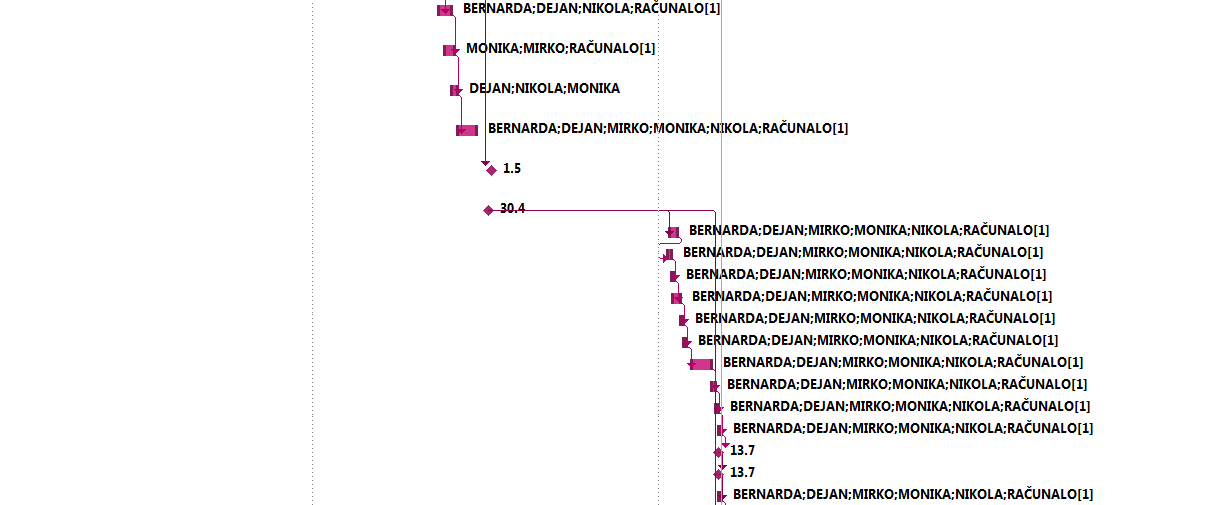 BERNARDA;DEJAN;NIKOLA;RAČUNALO[1]
MONIKA;MIRKO;RAČUNALO[1]
DEJAN;NIKOLA;MONIKA
BERNARDA;DEJAN;MIRKO;MONIKA;NIKOLA;RAČUNALO[1]
1.5
30.4
BERNARDA;DEJAN;MIRKO;MONIKA;NIKOLA;RAČUNALO[1]
BERNARDA;DEJAN;MIRKO;MONIKA;NIKOLA;RAČUNALO[1]
BERNARDA;DEJAN;MIRKO;MONIKA;NIKOLA;RAČUNALO[1]
BERNARDA;DEJAN;MIRKO;MONIKA;NIKOLA;RAČUNALO[1]
BERNARDA;DEJAN;MIRKO;MONIKA;NIKOLA;RAČUNALO[1]
BERNARDA;DEJAN;MIRKO;MONIKA;NIKOLA;RAČUNALO[1]
BERNARDA;DEJAN;MIRKO;MONIKA;NIKOLA;RAČUNALO[1]
BERNARDA;DEJAN;MIRKO;MONIKA;NIKOLA;RAČUNALO[1]
BERNARDA;DEJAN;MIRKO;MONIKA;NIKOLA;RAČUNALO[1]
BERNARDA;DEJAN;MIRKO;MONIKA;NIKOLA;RAČUNALO[1]
13.7
13.7
BERNARDA;DEJAN;MIRKO;MONIKA;NIKOLA;RAČUNALO[1]